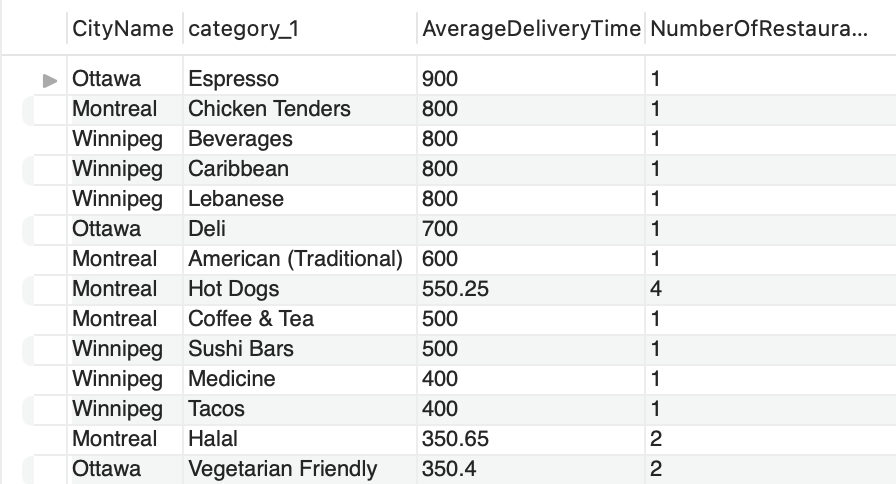 CityName category_1 AverageDeliveryTime NumberOfRestaura...
Ottawa Espresso 900 1
Montreal Chicken Tenders 800 1
Winnipeg Beverages 800 1
Winnipeg Caribbean 800 1
Winnipeg Lebanese 800 1
Ottawa Deli 700 1
Montreal American (Traditional) 600 1
Montreal Hot Dogs 550.25 4
Montreal Coffee & Tea 500 1
Winnipeg Sushi Bars 500 1
Winnipeg Medicine 400 1
Winnipeg Tacos 400 1
Montreal Halal 350.65 2
Ottawa Vegetarian Friendly 350.4 2